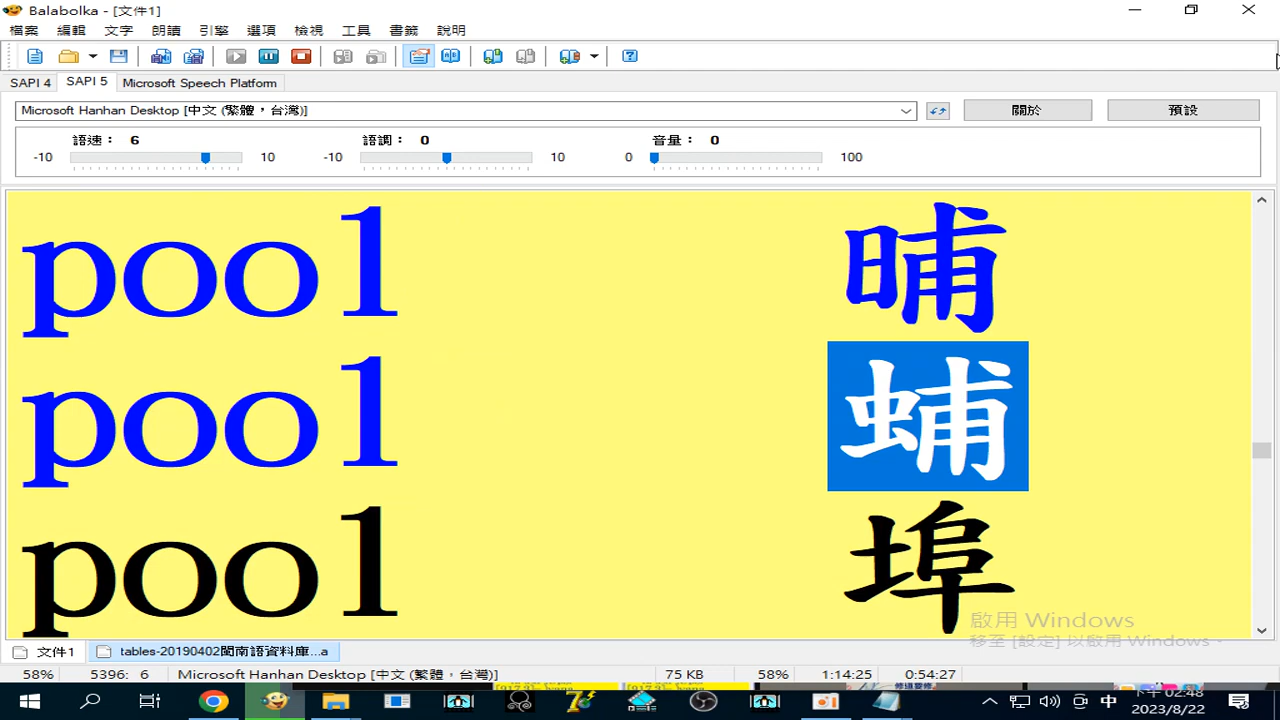 Balabolka - [文件1]
檔案 編輯 文字 朗讀 引擎 選項 檢視 工具 書籤 說明
SAPI 4 SAPI 5 Microsoft Speech Platform
Microsoft Hanhan Desktop [中文 (繁體，台灣)] 關於 預設
語速： 6 語調： 0 音量： 0
-10 10 -10 10 0 100
pool 晡
pool 蜅
pool 埠
啟用 Windows
移至 [設定] 以啟用 Windows。
文件1 tables-20190402閩南語資料庫...a
58% 5396: 6 Microsoft Hanhan Desktop [中文 (繁體，台灣)] 75 KB 58% 1:14:25 0:54:27
中 下午 02:48
2023/8/22